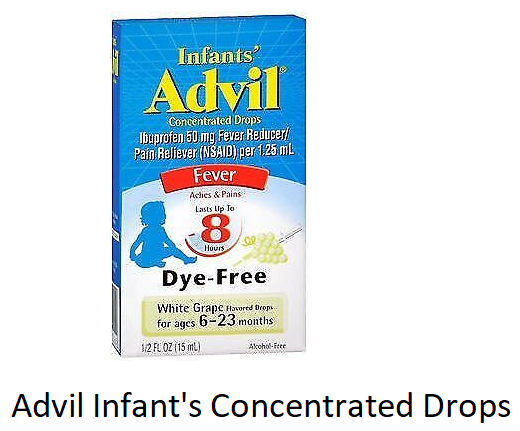 Infants'
Advil®
Concentrated Drops
Ibuprofen 50 mg Fever Reducer/
Pain Reliever (NSAID) per 1.25 mL
Fever
Aches & Pains
Lasts Up To
8
Hours
Dye-Free
White Grape Flavored Drops
for ages 6-23 months
1/2 FL OZ (15 mL) Alcohol-Free
Advil Infant's Concentrated Drops